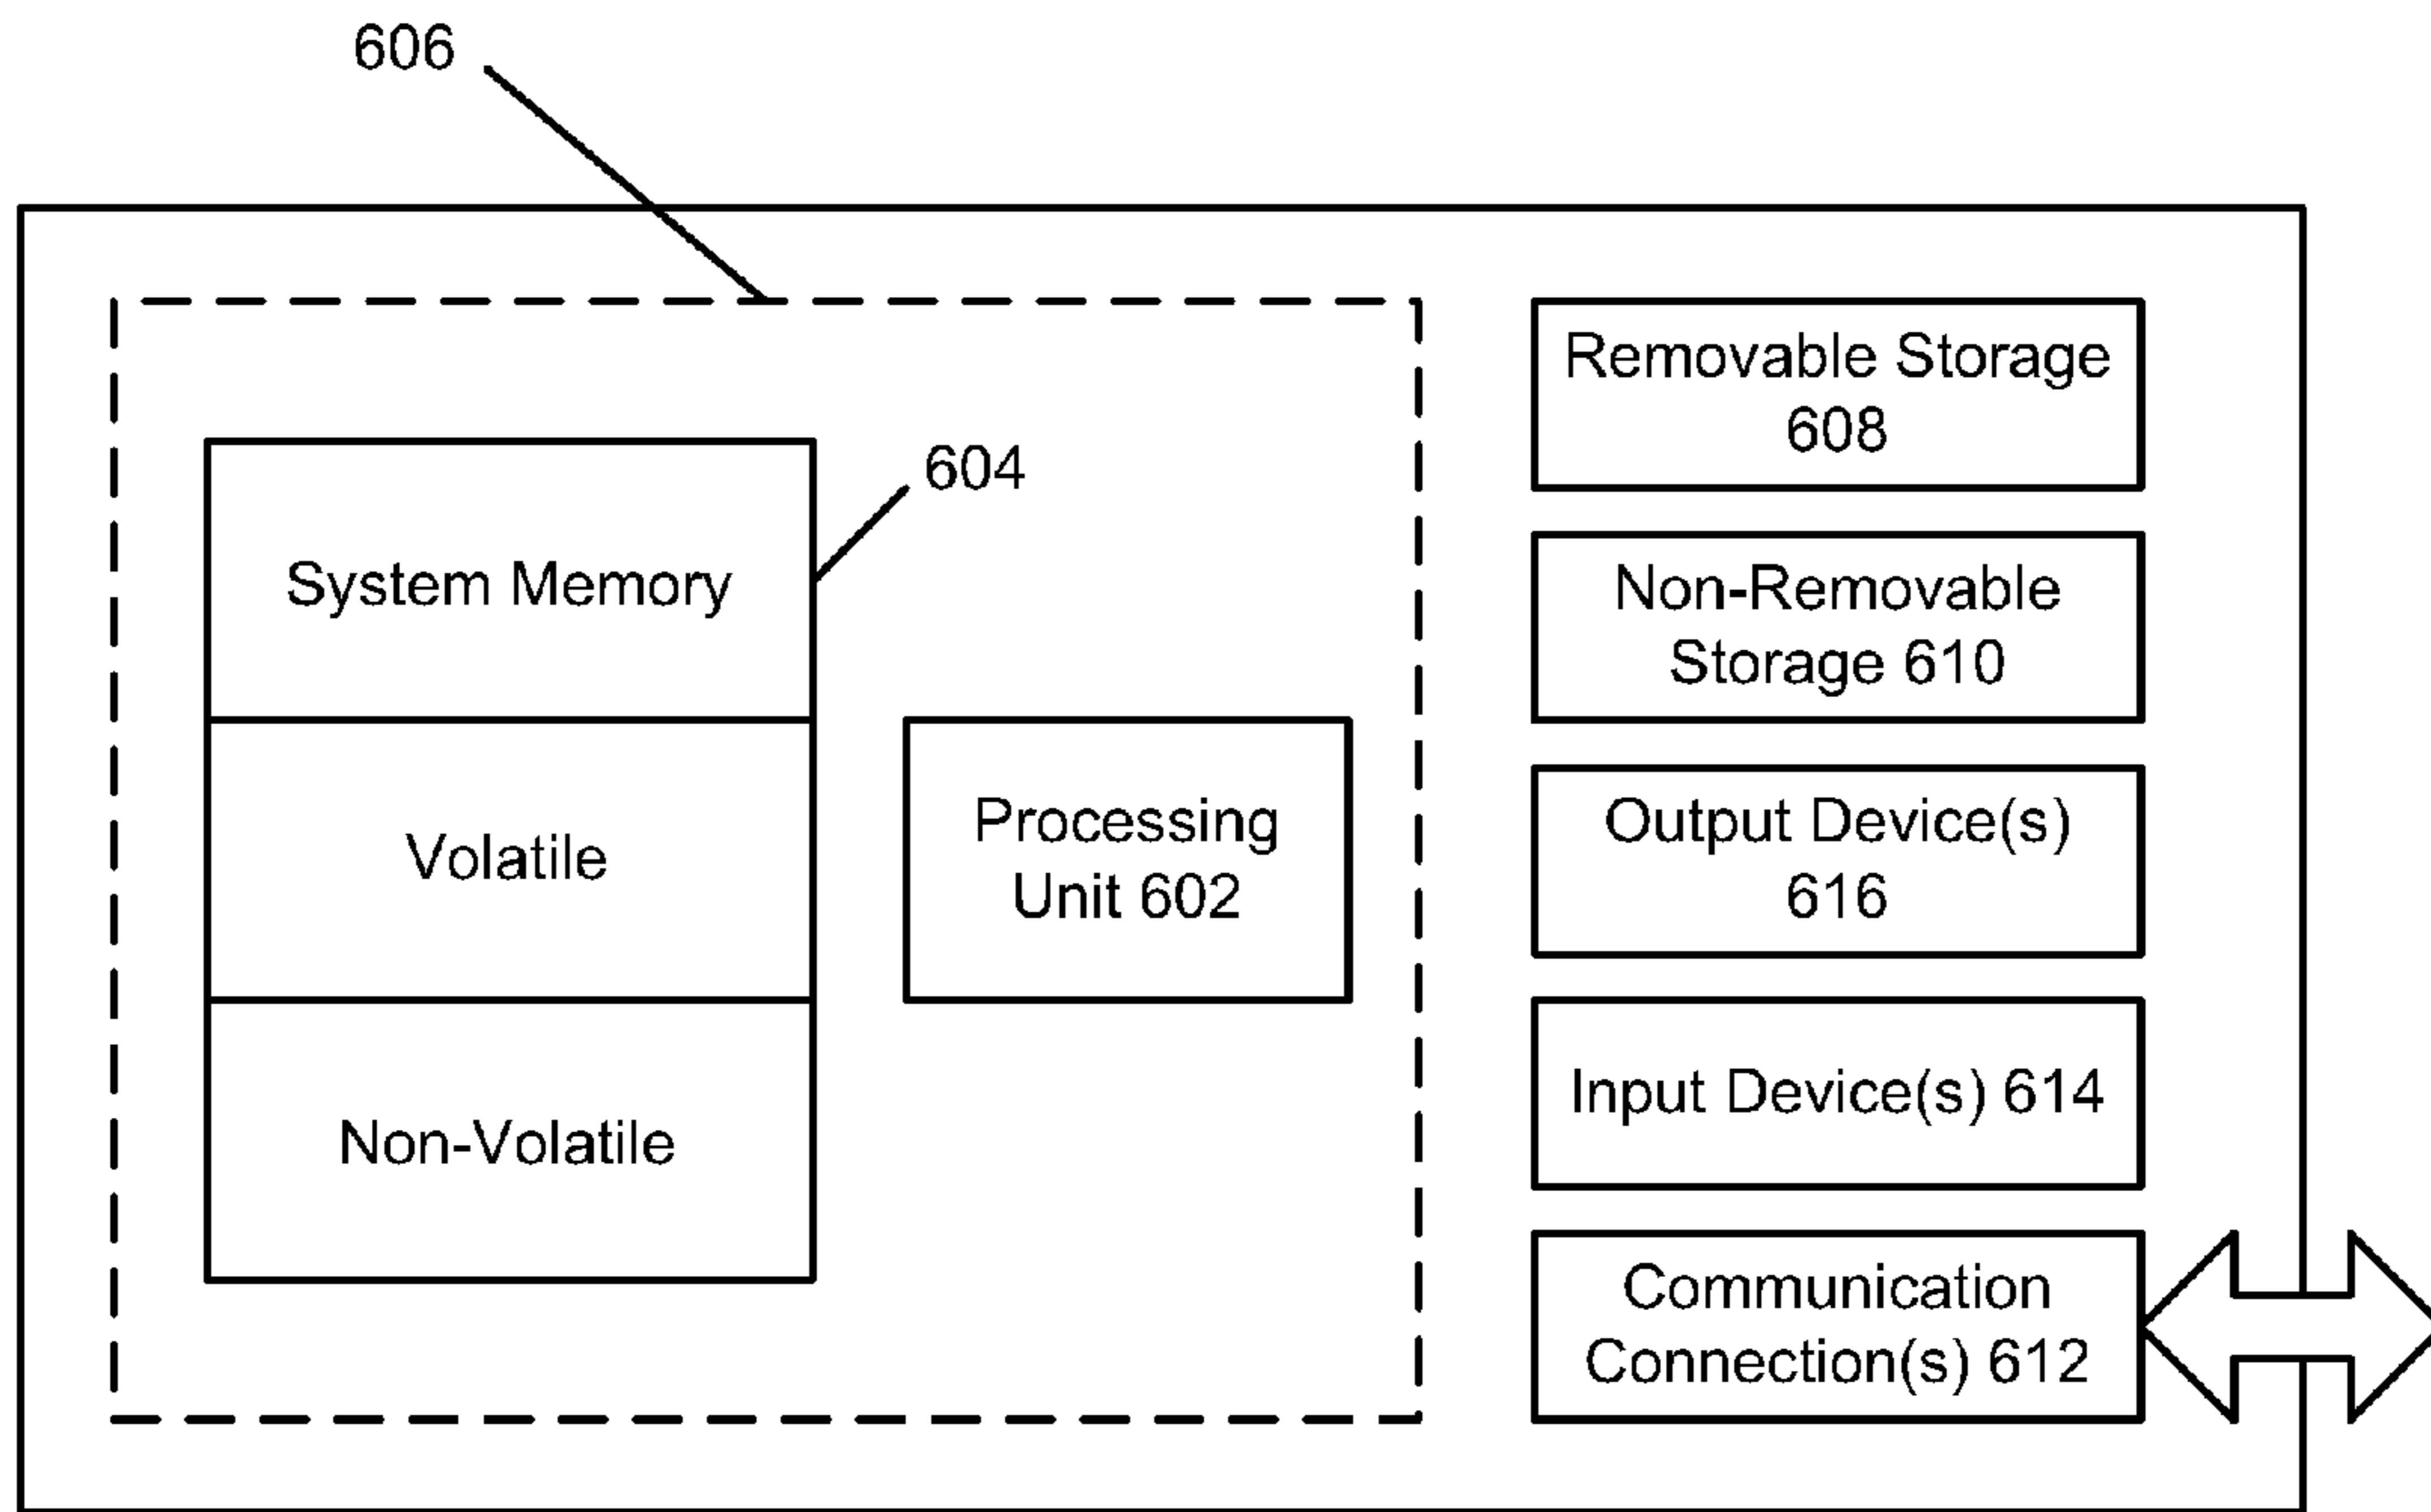 606
604
System Memory
Volatile
Non-Volatile
Processing
Unit 602
Removable Storage
608
Non-Removable
Storage 610
Output Device(s)
616
Input Device(s) 614
Communication
Connection(s) 612